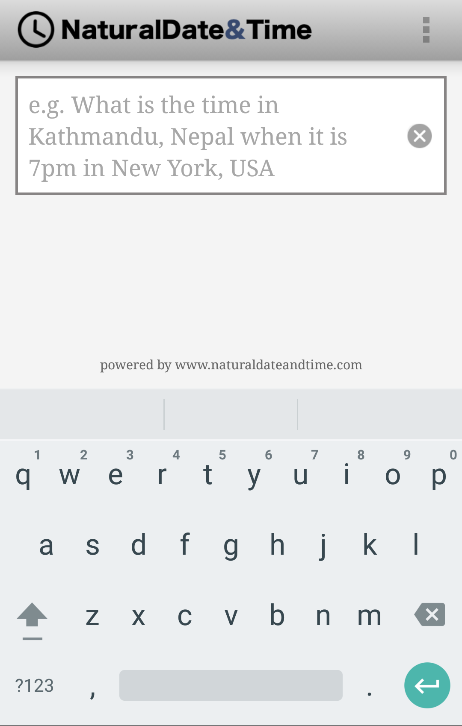 NaturalDate&Time
e.g. What is the time in
Kathmandu, Nepal when it is
7pm in New York, USA
powered by www.naturaldateandtime.com
1 2 3 4 5 6 7 8 9 0
q w e r t y u i o p
a s d f g h j k l
z x c v b n m
?123 , .